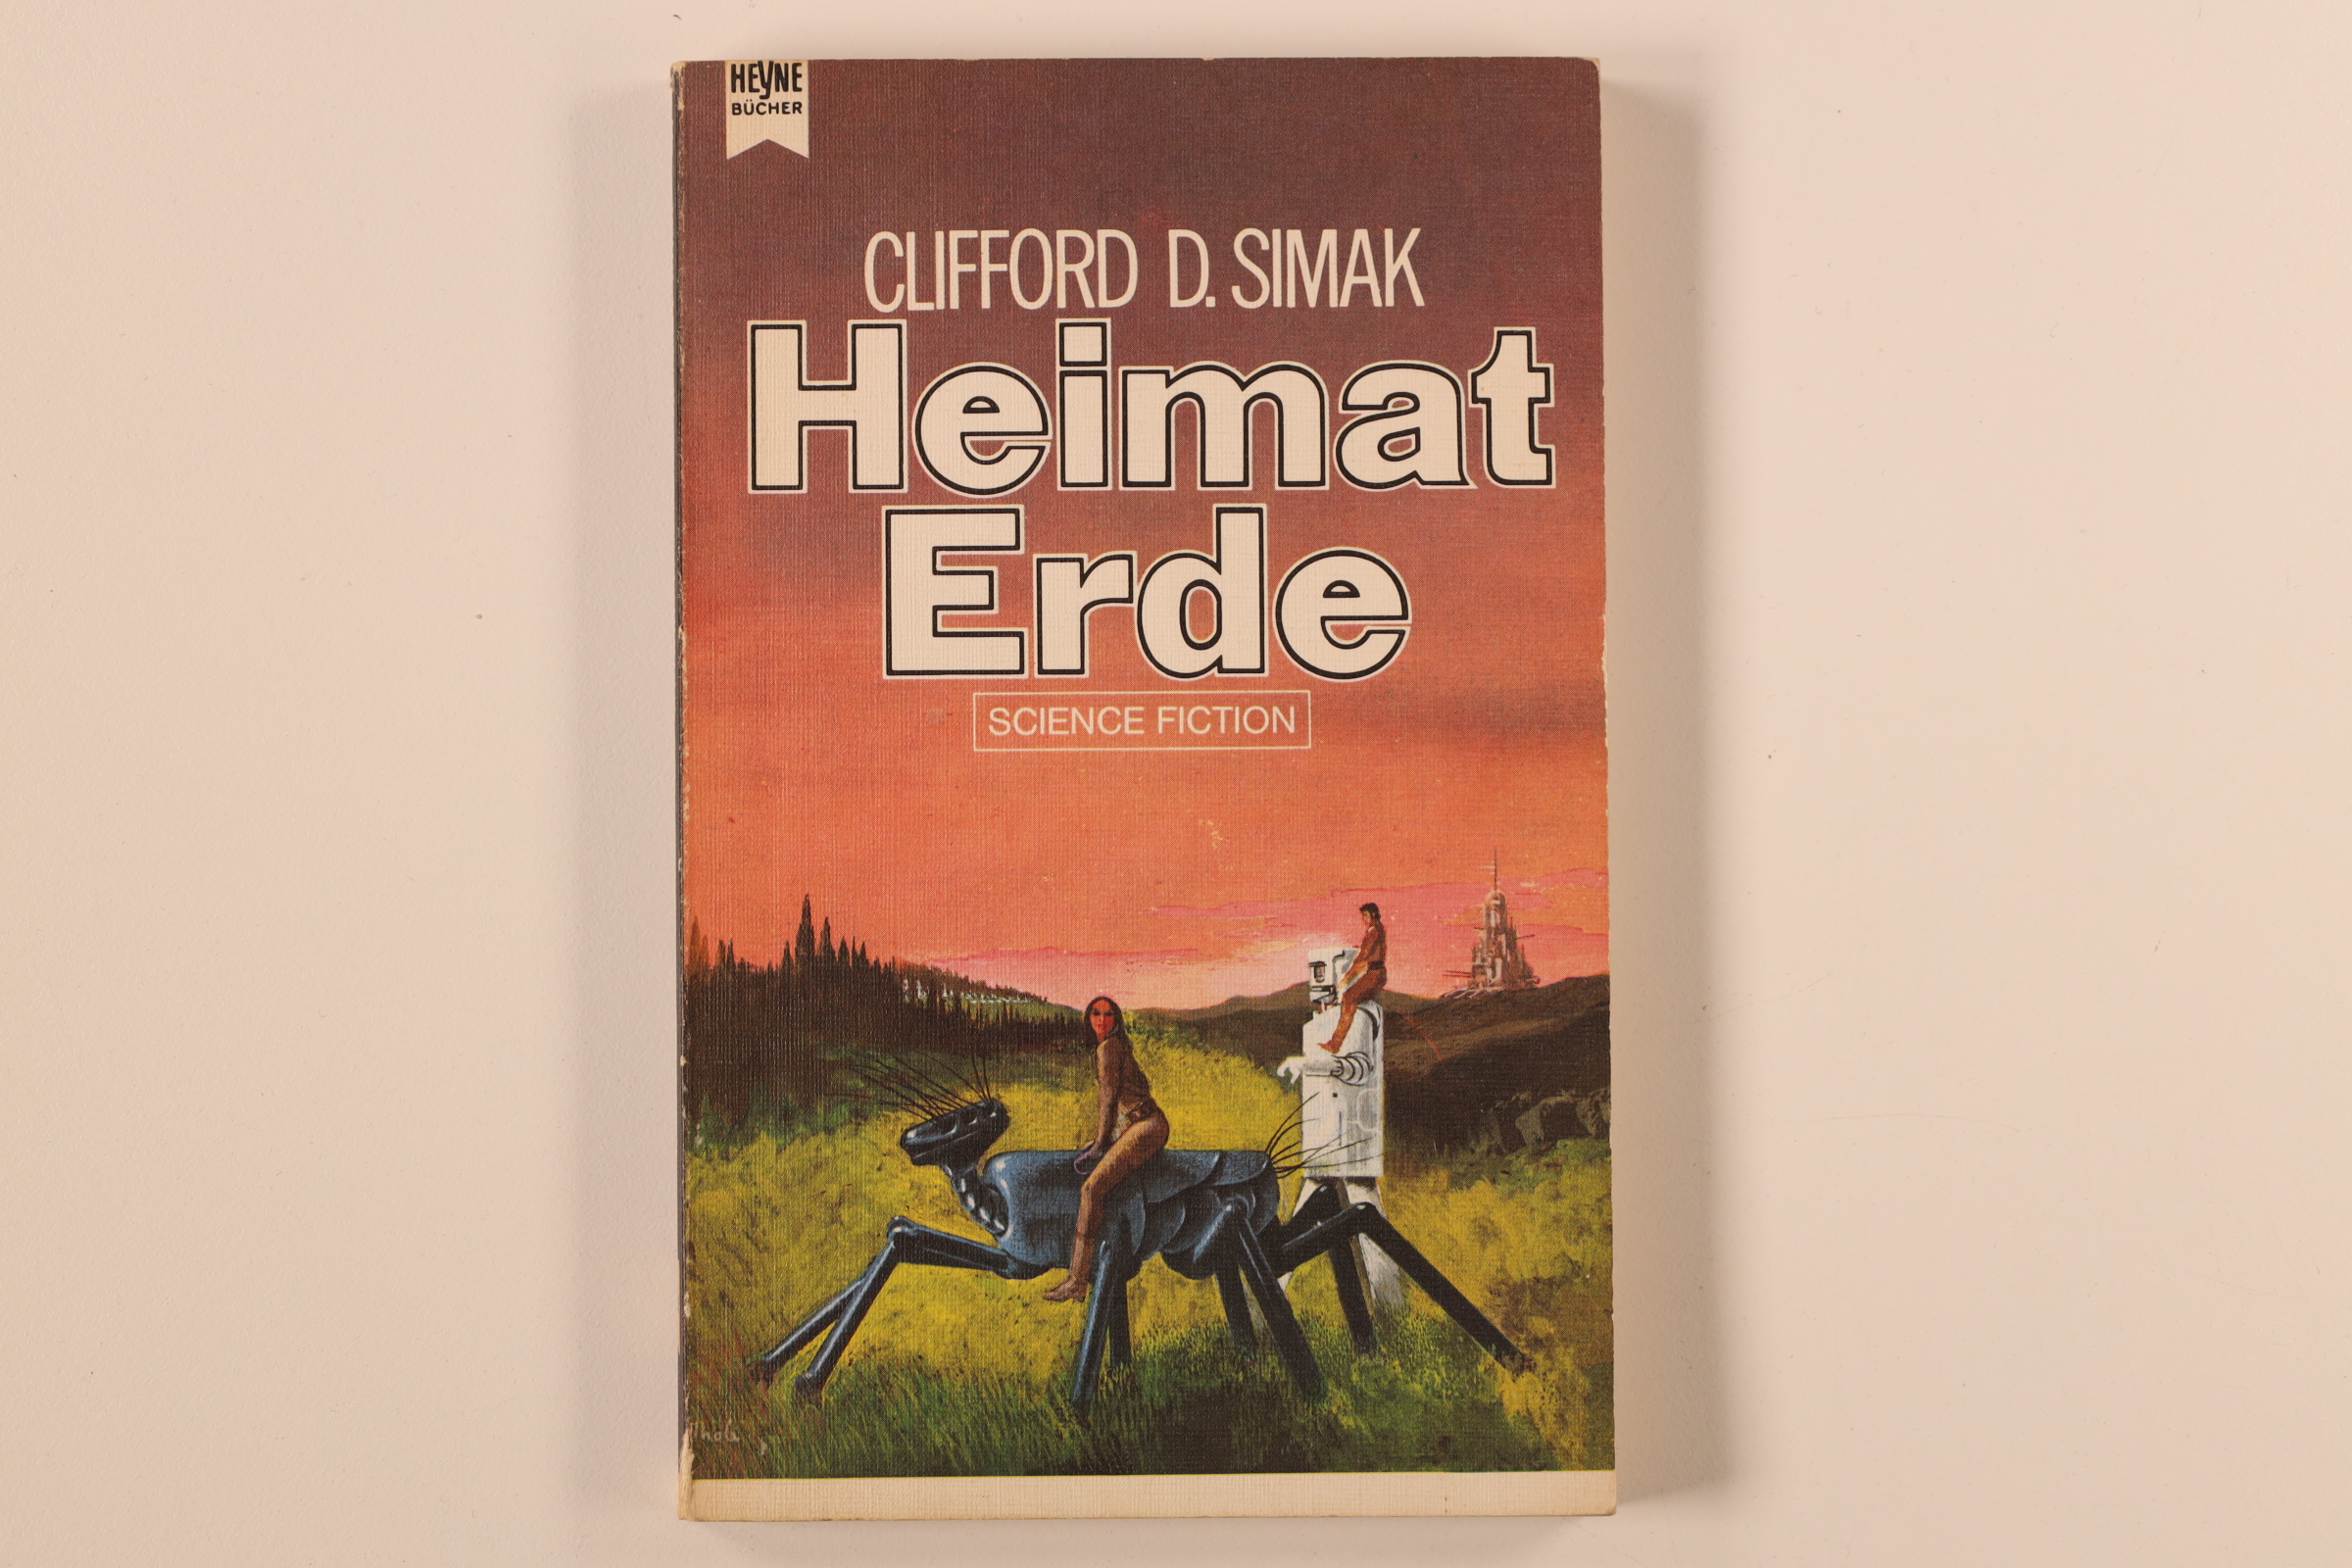 HEYNE
BÜCHER
CLIFFORD D. SIMAK
Heimat
Erde
SCIENCE FICTION